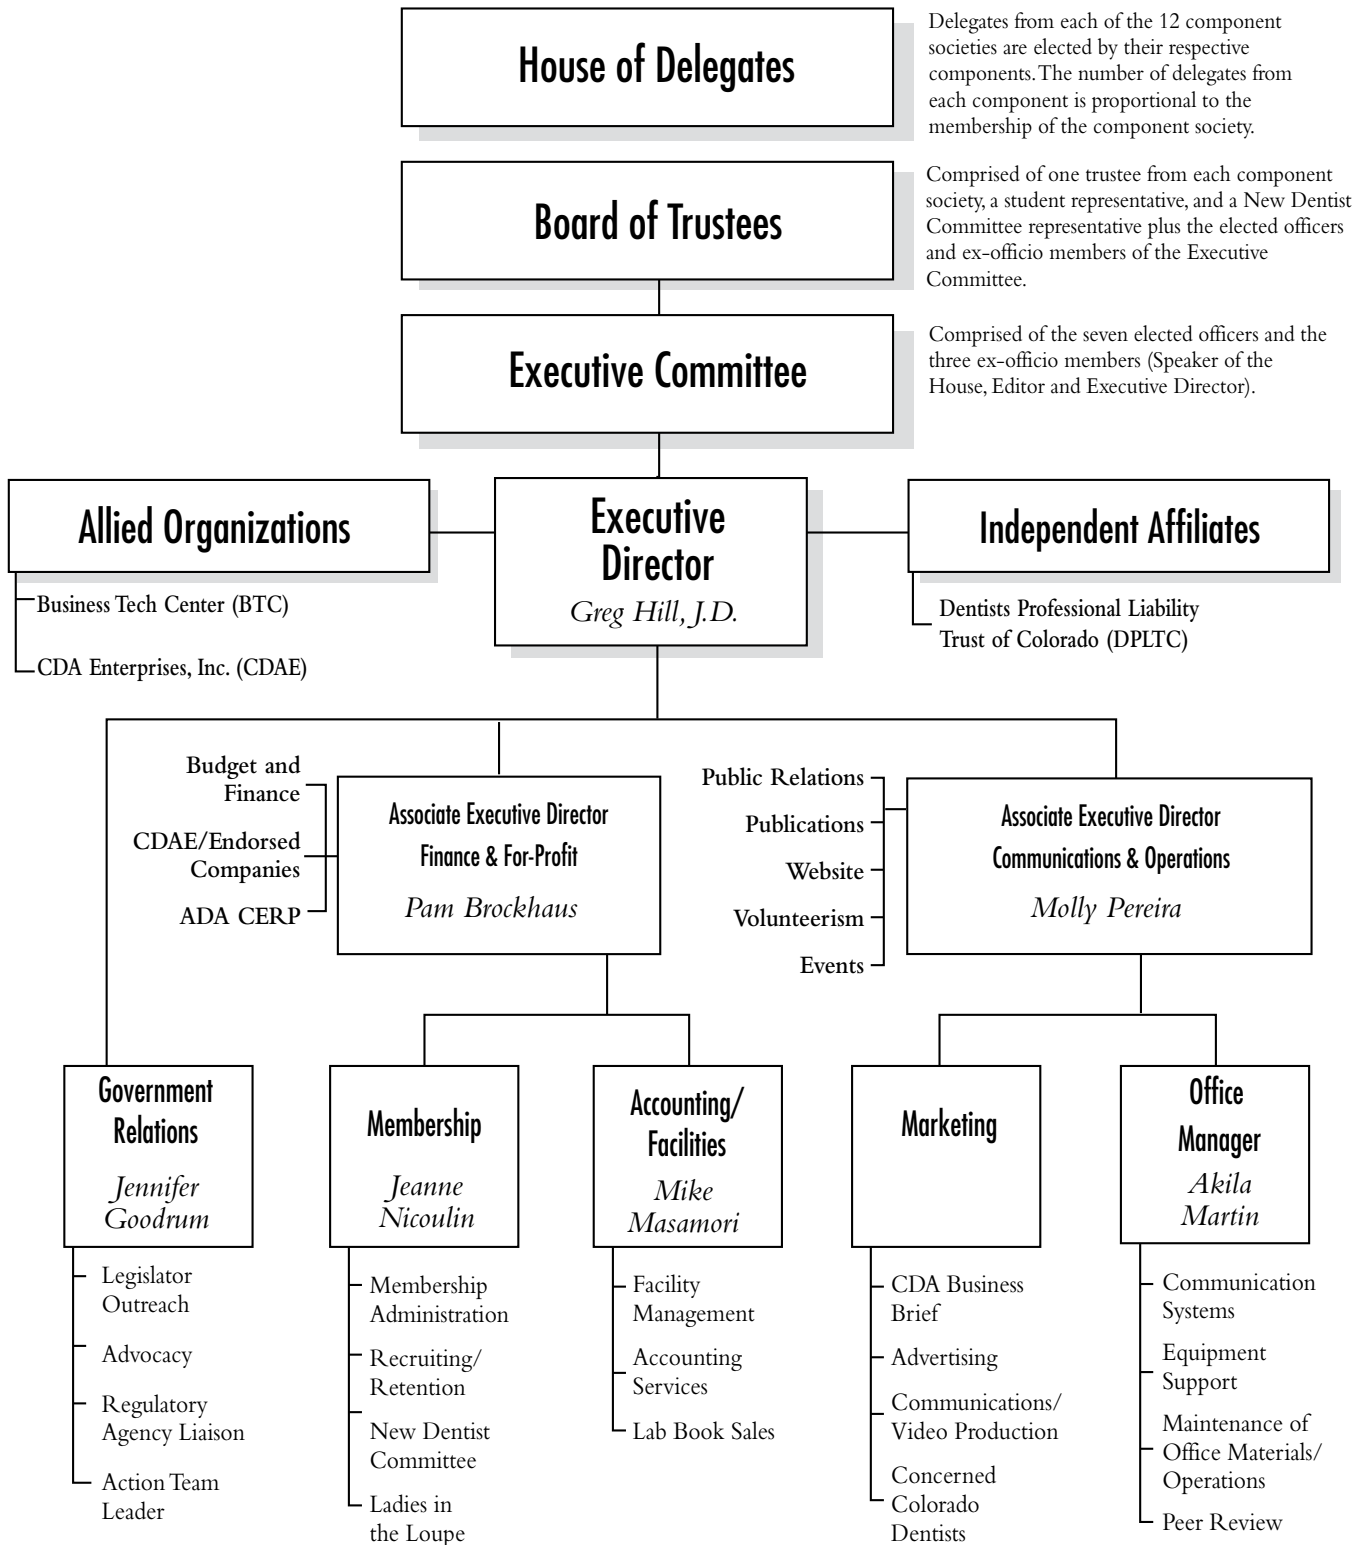 House of Delegates
Delegates from each of the 12 component
societies are elected by their respective
components. The number of delegates from
each component is proportional to the
membership of the component society.
Board of Trustees
Comprised of one trustee from each component
society, a student representative, and a New Dentist
Committee representative plus the elected officers
and ex-officio members of the Executive
Committee.
Executive Committee
Comprised of the seven elected officers and the
three ex-officio members (Speaker of the
House, Editor and Executive Director).
Allied Organizations
Business Tech Center (BTC)
CDA Enterprises, Inc. (CDAE)
Executive
Director
Greg Hill, J.D.
Independent Affiliates
Dentists Professional Liability
Trust of Colorado (DPLTC)
Budget and
Finance
CDAE/Endorsed
Companies
ADA CERP
Associate Executive Director
Finance & For-Profit
Pam Brockhaus
Public Relations
Publications
Website
Volunteerism
Events
Associate Executive Director
Communications & Operations
Molly Pereira
Government
Relations
Jennifer
Goodrum
Legislator
Outreach
Advocacy
Regulatory
Agency Liaison
Action Team
Leader
Membership
Jeanne
Nicoulin
Membership
Administration
Recruiting/
Retention
New Dentist
Committee
Ladies in
the Loupe
Accounting/
Facilities
Mike
Masamori
Facility
Management
Accounting
Services
Lab Book Sales
Marketing
CDA Business
Brief
Advertising
Communications/
Video Production
Concerned
Colorado
Dentists
Office
Manager
Akila
Martin
Communication
Systems
Equipment
Support
Maintenance of
Office Materials/
Operations
Peer Review